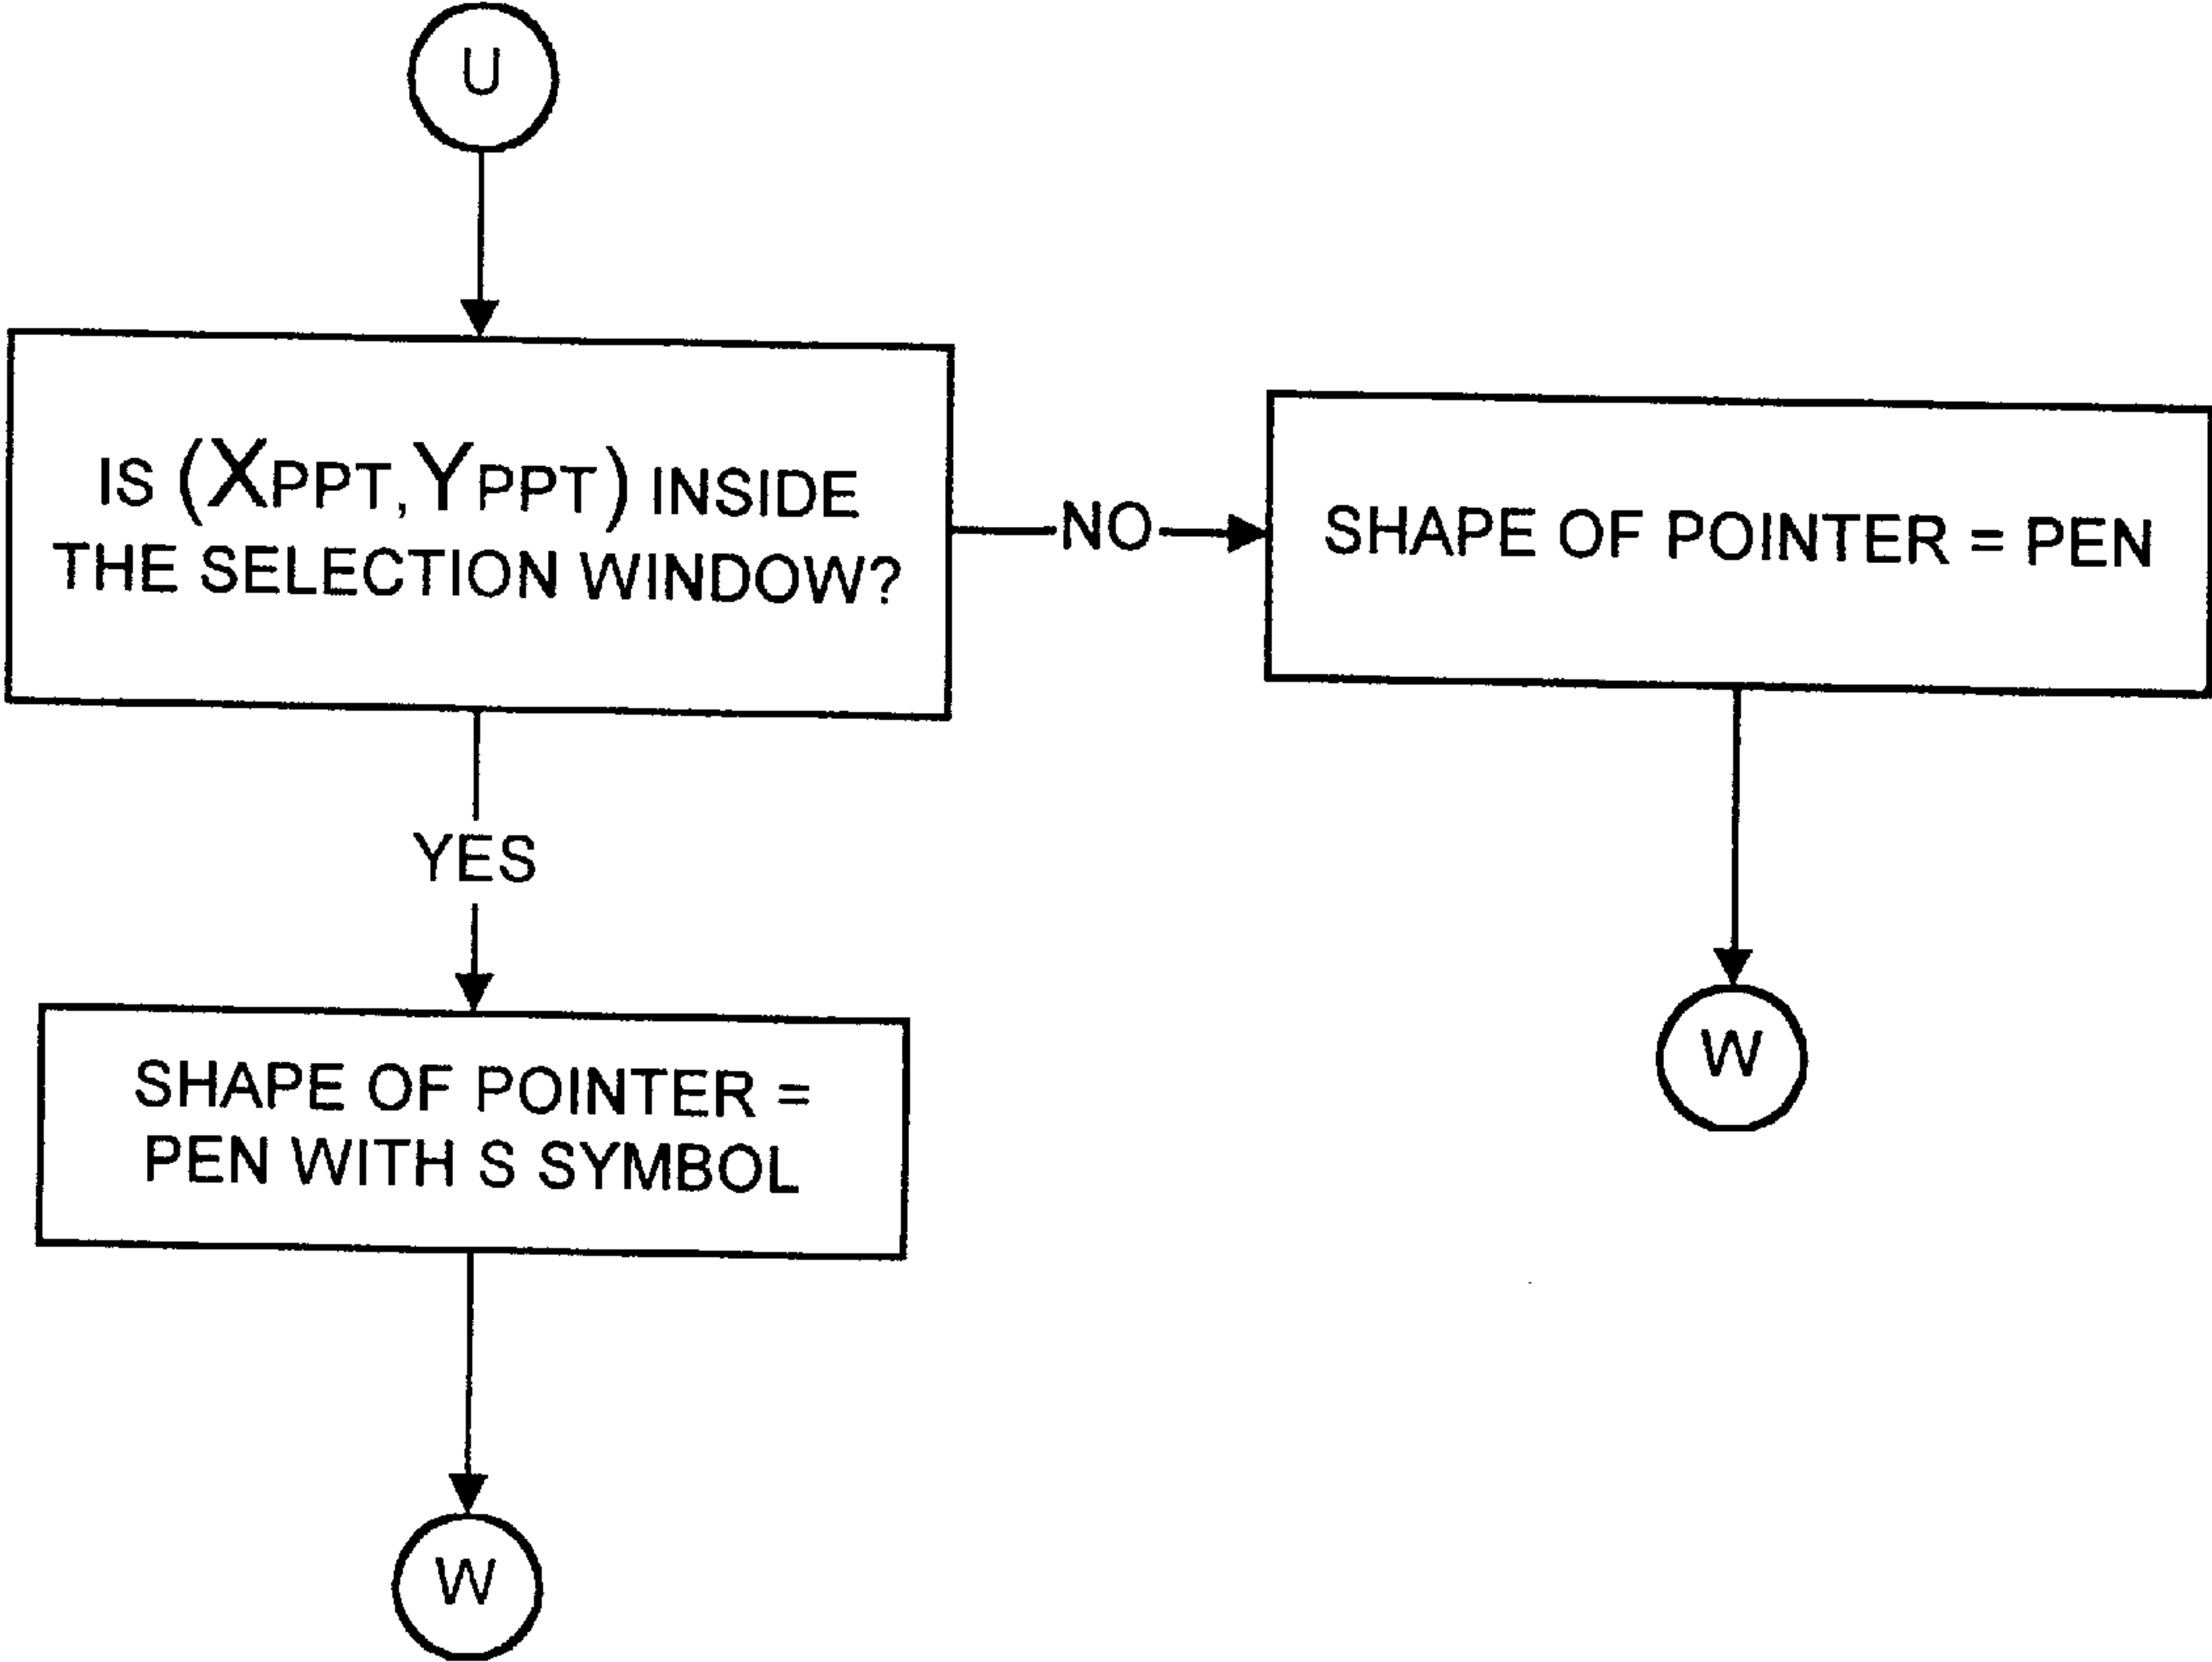 U
IS (XPPT, YPPT) INSIDE
THE SELECTION WINDOW?
NO
SHAPE OF POINTER = PEN
YES
W
SHAPE OF POINTER =
PEN WITH S SYMBOL
W